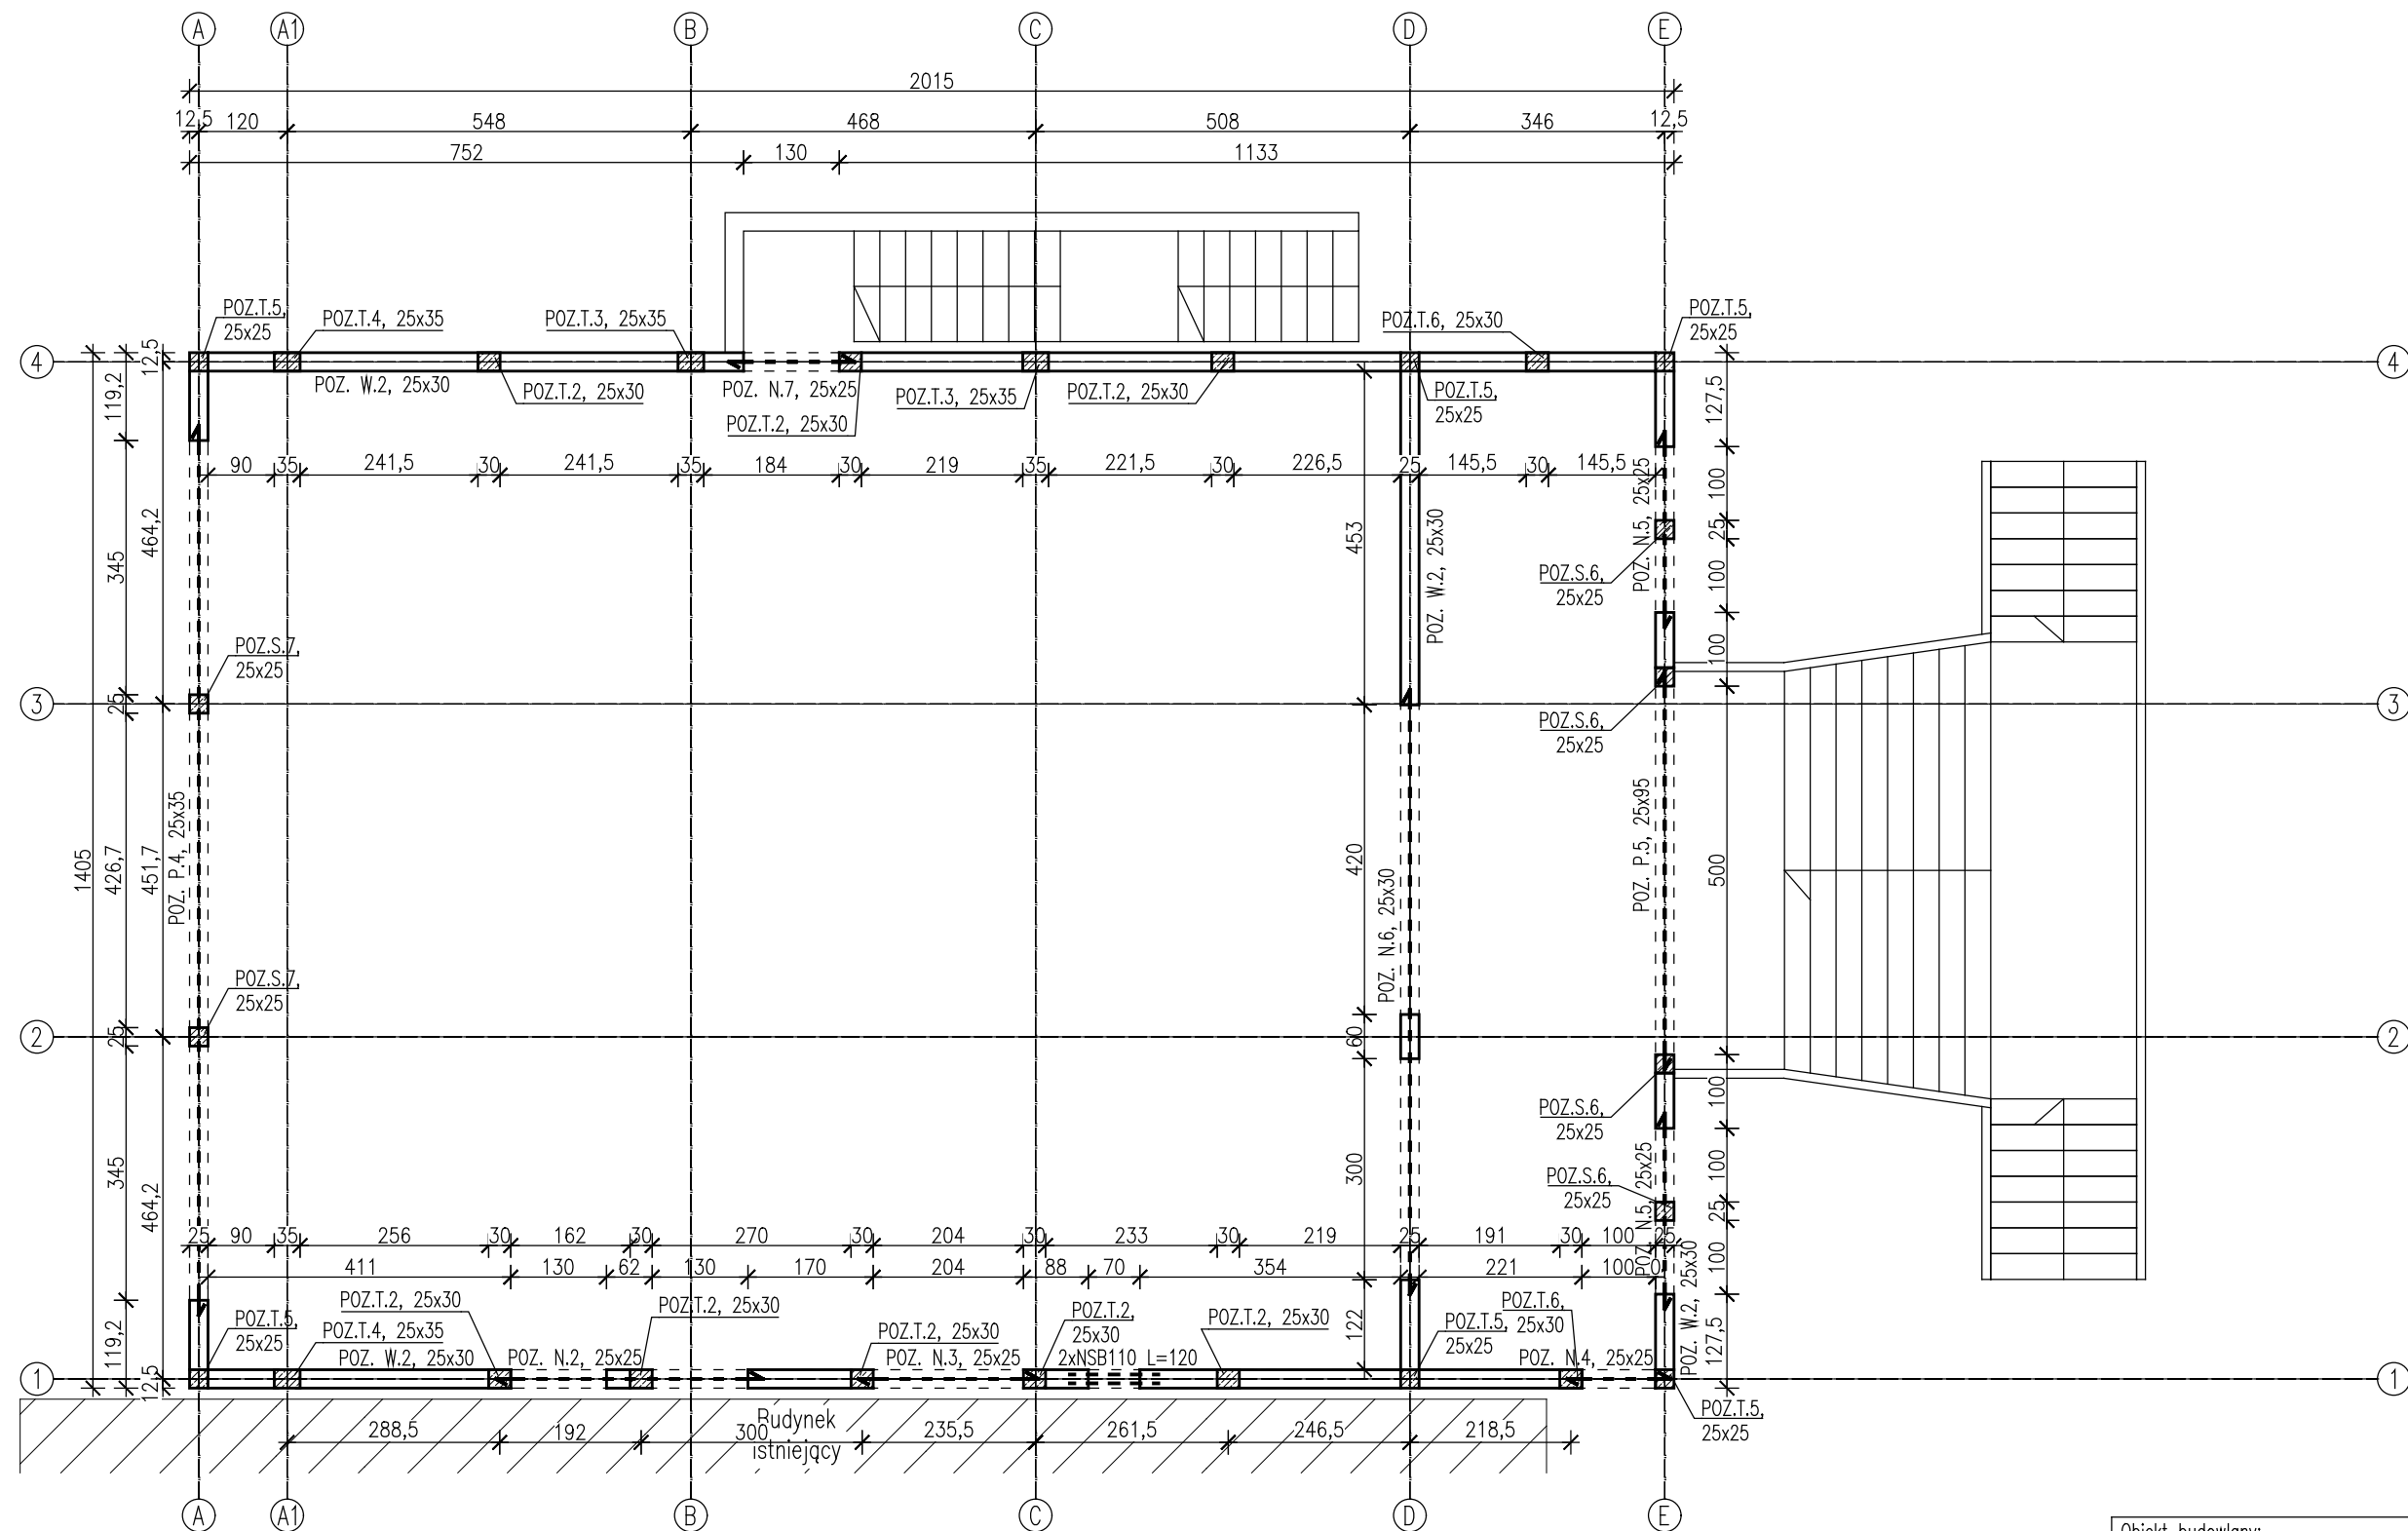 A A1 B C D E
2015
12,5 120 548 468 508 346 12,5
752 130 1133
POZ.T.5,
25x25
POZ.T.4, 25x35
POZ.T.3, 25x35
POZ.T.6, 25x30
POZ.T.5,
25x25
4 4
POZ. W.2, 25x30
POZ.T.2, 25x30
POZ. N.7, 25x25
POZ.T.2, 25x30
POZ.T.3, 25x35
POZ.T.2, 25x30
POZ.T.5,
25x25
90 35 241,5 30 241,5 35 184 30 219 35 221,5 30 226,5 25 145,5 30 145,5
12,5
119,2
345
464,2
25
426,7
451,7
1405
25
345
464,2
119,2
12,5
POZ. P.4, 25x35
POZ.S.7,
25x25
POZ.S.7,
25x25
453
420
60
300
122
POZ. W.2, 25x30
POZ. N.6, 25x30
POZ. N.5, 25x25
POZ.S.6,
25x25
POZ.S.6,
25x25
POZ. P.5, 25x95
POZ.S.6,
25x25
POZ.S.6,
25x25
POZ. N.5, 25x25
POZ. W.2, 25x30
127,5
100
25
100
100
500
100
100
25
100
127,5
3 3
2 2
25 90 35 256 30 162 30 270 30 204 30 233 30 219 25 191 30 100 25
411 130 62 130 170 204 88 70 354 221 100 0
POZ.T.5,
25x25
POZ.T.2, 25x30
POZ.T.4, 25x35
POZ. W.2, 25x30
POZ. N.2, 25x25
POZ.T.2, 25x30
POZ.T.2, 25x30
POZ. N.3, 25x25
POZ.T.2,
25x30
2xNSB110 L=120
POZ.T.2, 25x30
POZ.T.5,
25x25
POZ.T.6,
25x30
POZ. N.4, 25x25
POZ.T.5,
25x25
1 1
Budynek
istniejący
288,5 192 300 235,5 261,5 246,5 218,5
A A1 B C D E
Obiekt budowlany: